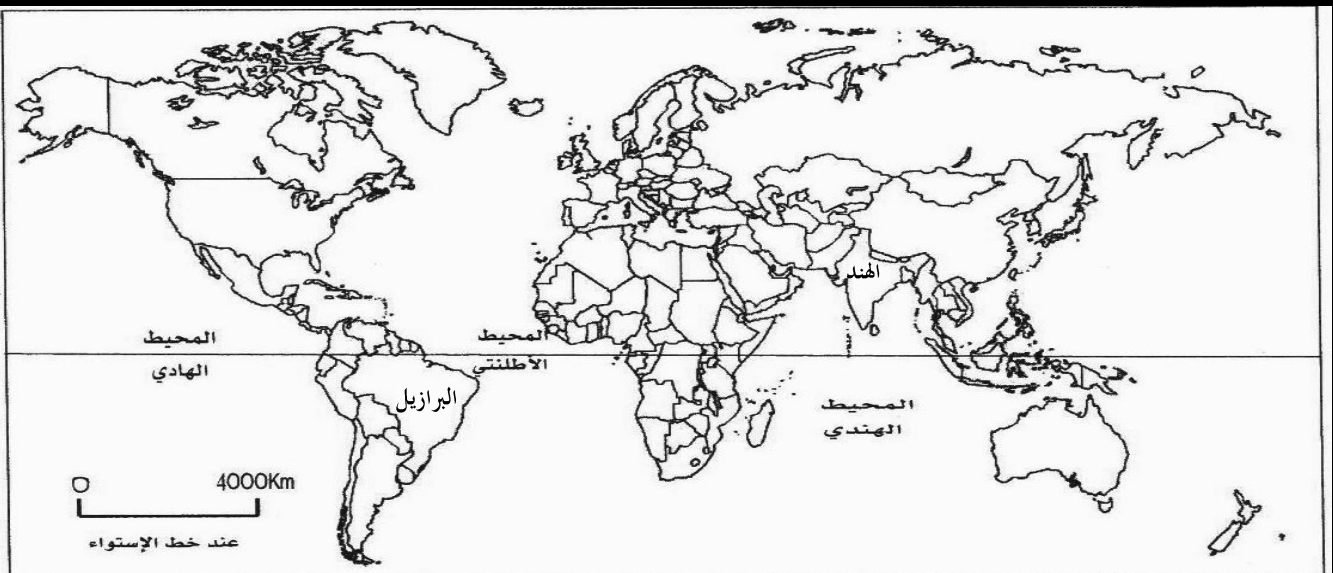 الهند
المحيط
الهادي
المحيط
الأطلنتي
البرازيل
المحيط
الهندي
0 4000Km
عند خط الإستواء